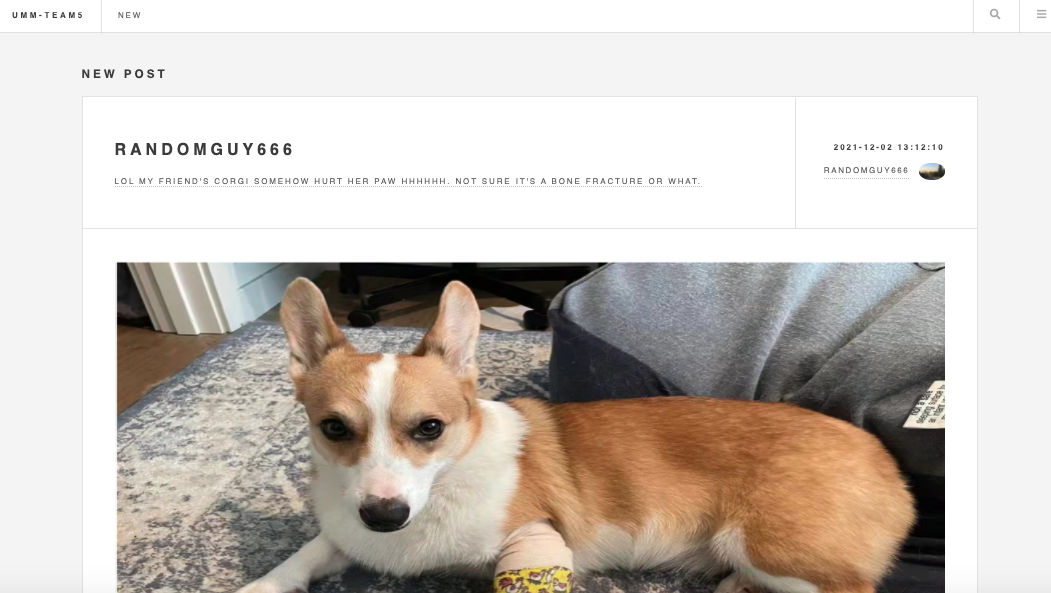 UMM-TEAM5
NEW
NEW POST
RANDOMGUY666
LOL MY FRIEND'S CORGI SOMEHOW HURT HER PAW HHHHHH. NOT SURE IT'S A BONE FRACTURE OR WHAT.
2021-12-02 13:12:10
RANDOMGUY666